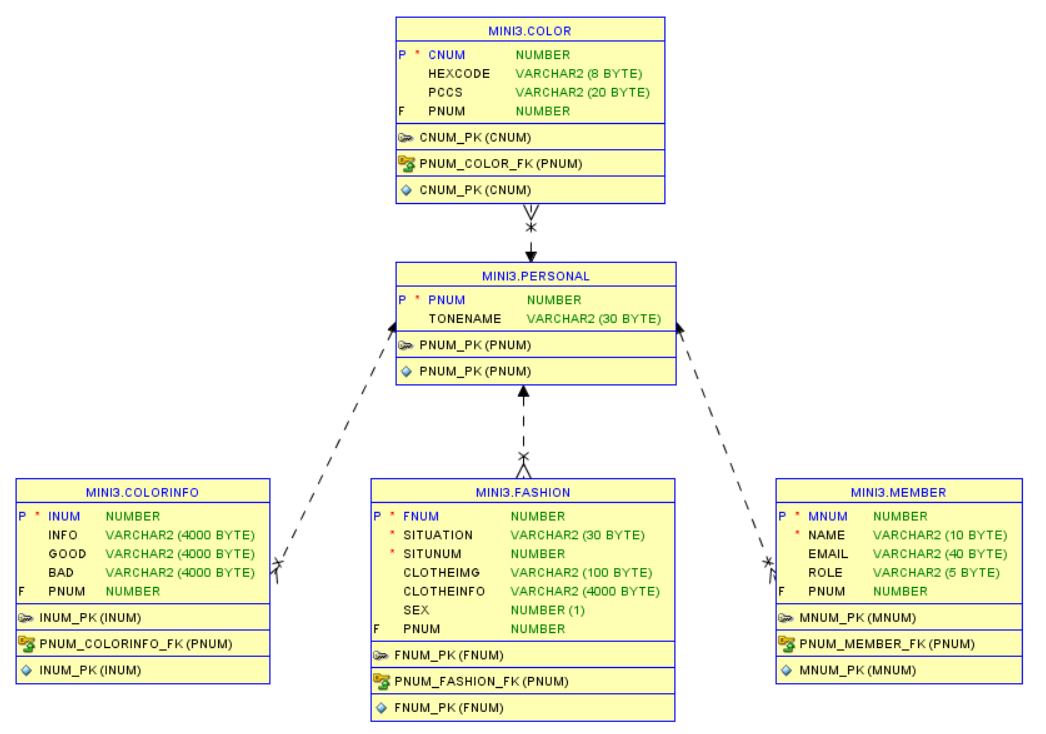 MINI3.COLOR
P * CNUM NUMBER
HEXCODE VARCHAR2 (8 BYTE)
PCCS VARCHAR2 (20 BYTE)
F PNUM NUMBER
CNUM_PK (CNUM)
PNUM_COLOR_FK (PNUM)
CNUM_PK (CNUM)
MINI3.PERSONAL
P * PNUM NUMBER
TONENAME VARCHAR2 (30 BYTE)
PNUM_PK (PNUM)
PNUM_PK (PNUM)
MINI3.COLORINFO
P * INUM NUMBER
INFO VARCHAR2 (4000 BYTE)
GOOD VARCHAR2 (4000 BYTE)
BAD VARCHAR2 (4000 BYTE)
F PNUM NUMBER
INUM_PK (INUM)
PNUM_COLORINFO_FK (PNUM)
INUM_PK (INUM)
MINI3.FASHION
P * FNUM NUMBER
* SITUATION VARCHAR2 (30 BYTE)
* SITUNUM NUMBER
CLOTHEIMG VARCHAR2 (100 BYTE)
CLOTHEINFO VARCHAR2 (4000 BYTE)
SEX NUMBER (1)
F PNUM NUMBER
FNUM_PK (FNUM)
PNUM_FASHION_FK (PNUM)
FNUM_PK (FNUM)
MINI3.MEMBER
P * MNUM NUMBER
* NAME VARCHAR2 (10 BYTE)
EMAIL VARCHAR2 (40 BYTE)
ROLE VARCHAR2 (5 BYTE)
F PNUM NUMBER
MNUM_PK (MNUM)
PNUM_MEMBER_FK (PNUM)
MNUM_PK (MNUM)